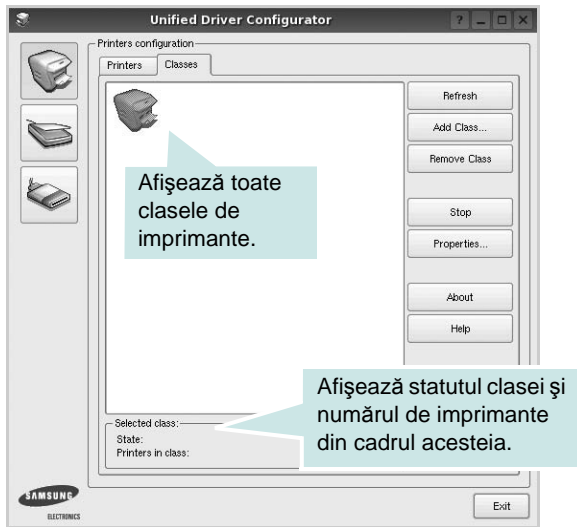 Unified Driver Configurator
Printers configuration
Printers Classes
Refresh
Add Class...
Remove Class
Stop
Properties...
About
Help
Afişează toate
clasele de
imprimante.
Afişează statutul clasei şi
numărul de imprimante
din cadrul acesteia.
Selected class:
State:
Printers in class:
SAMSUNG
ELECTRONICS
Exit